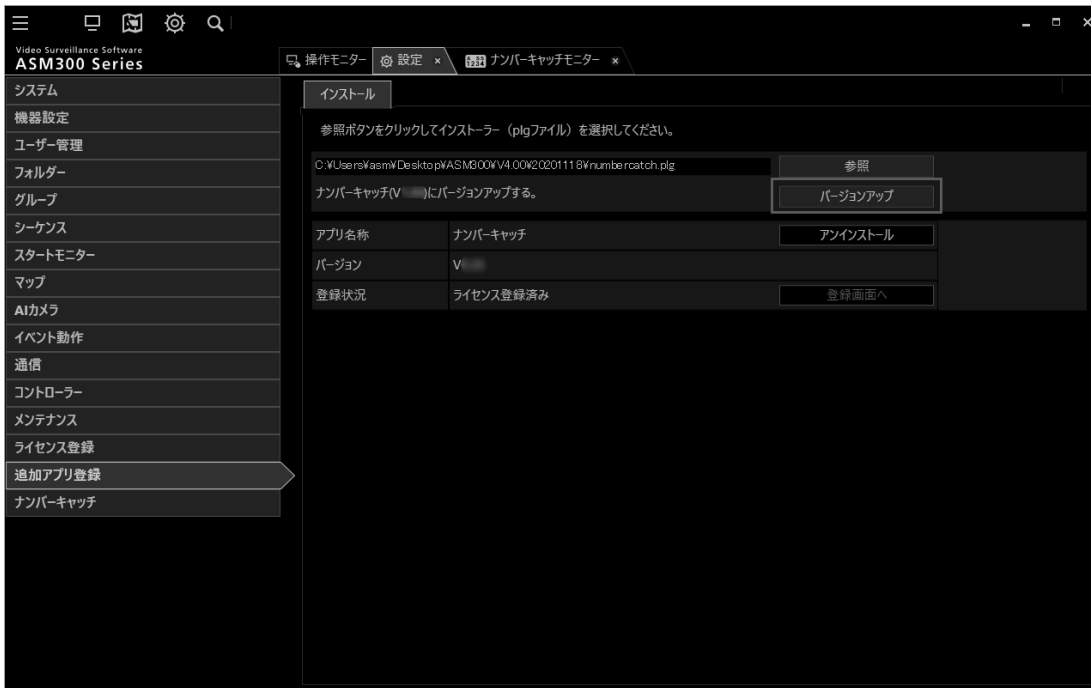 Video Surveillance Software
ASM300 Series
操作モニター
設定
ナンバーキャッチモニター
システム
機器設定
ユーザー管理
フォルダー
グループ
シーケンス
スタートモニター
マップ
AIカメラ
イベント動作
通信
コントローラー
メンテナンス
ライセンス登録
追加アプリ登録
ナンバーキャッチ
インストール
参照ボタンをクリックしてインストーラー（plgファイル）を選択してください。
C:¥Users¥asm¥Desktop¥ASM300¥V4.00¥20201118¥numbercatch.plg
参照
ナンバーキャッチ(V )にバージョンアップする。
バージョンアップ
アプリ名称 ナンバーキャッチ アンインストール
バージョン V
登録状況 ライセンス登録済み 登録画面へ